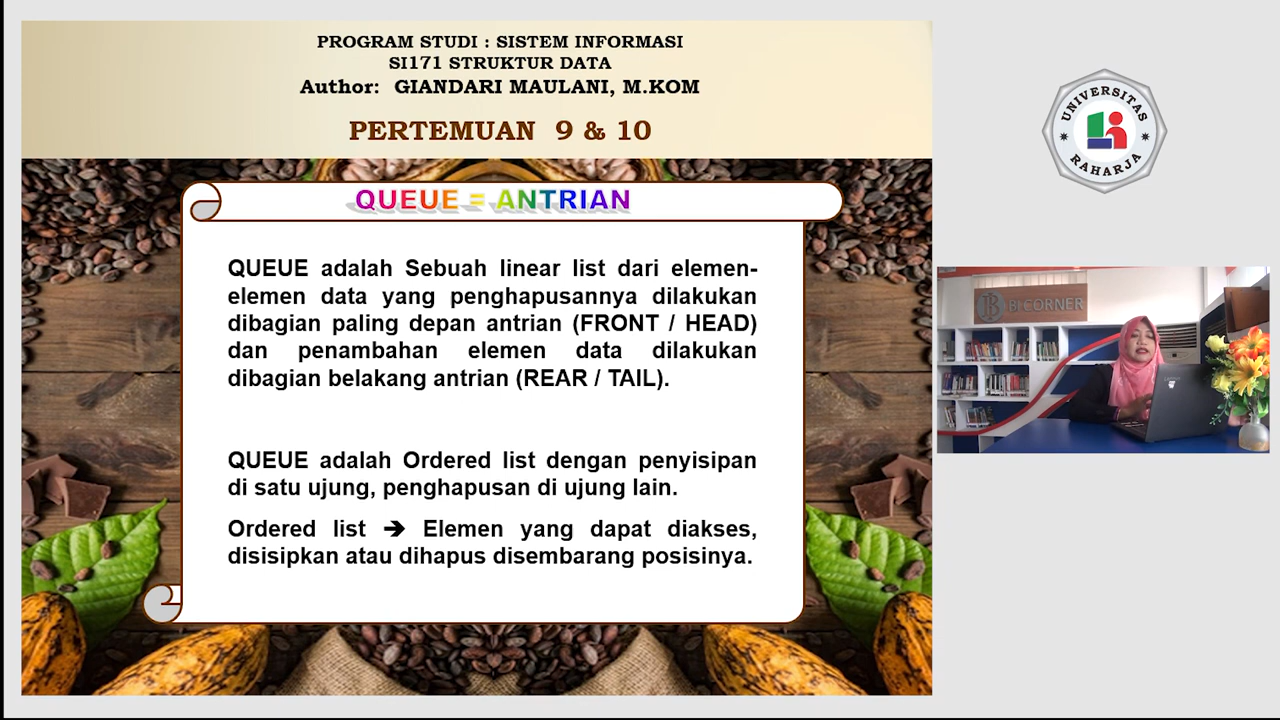 PROGRAM STUDI : SISTEM INFORMASI
SI171 STRUKTUR DATA
Author: GIANDARI MAULANI, M.KOM
PERTEMUAN 9 & 10
QUEUE = ANTRIAN
QUEUE adalah Sebuah linear list dari elemen-
elemen data yang penghapusannya dilakukan
dibagian paling depan antrian (FRONT / HEAD)
dan penambahan elemen data dilakukan
dibagian belakang antrian (REAR / TAIL).
QUEUE adalah Ordered list dengan penyisipan
di satu ujung, penghapusan di ujung lain.
Ordered list ➔ Elemen yang dapat diakses,
disisipkan atau dihapus disembarang posisinya.
UNIVERSITAS
RAHARJA
BI CORNER